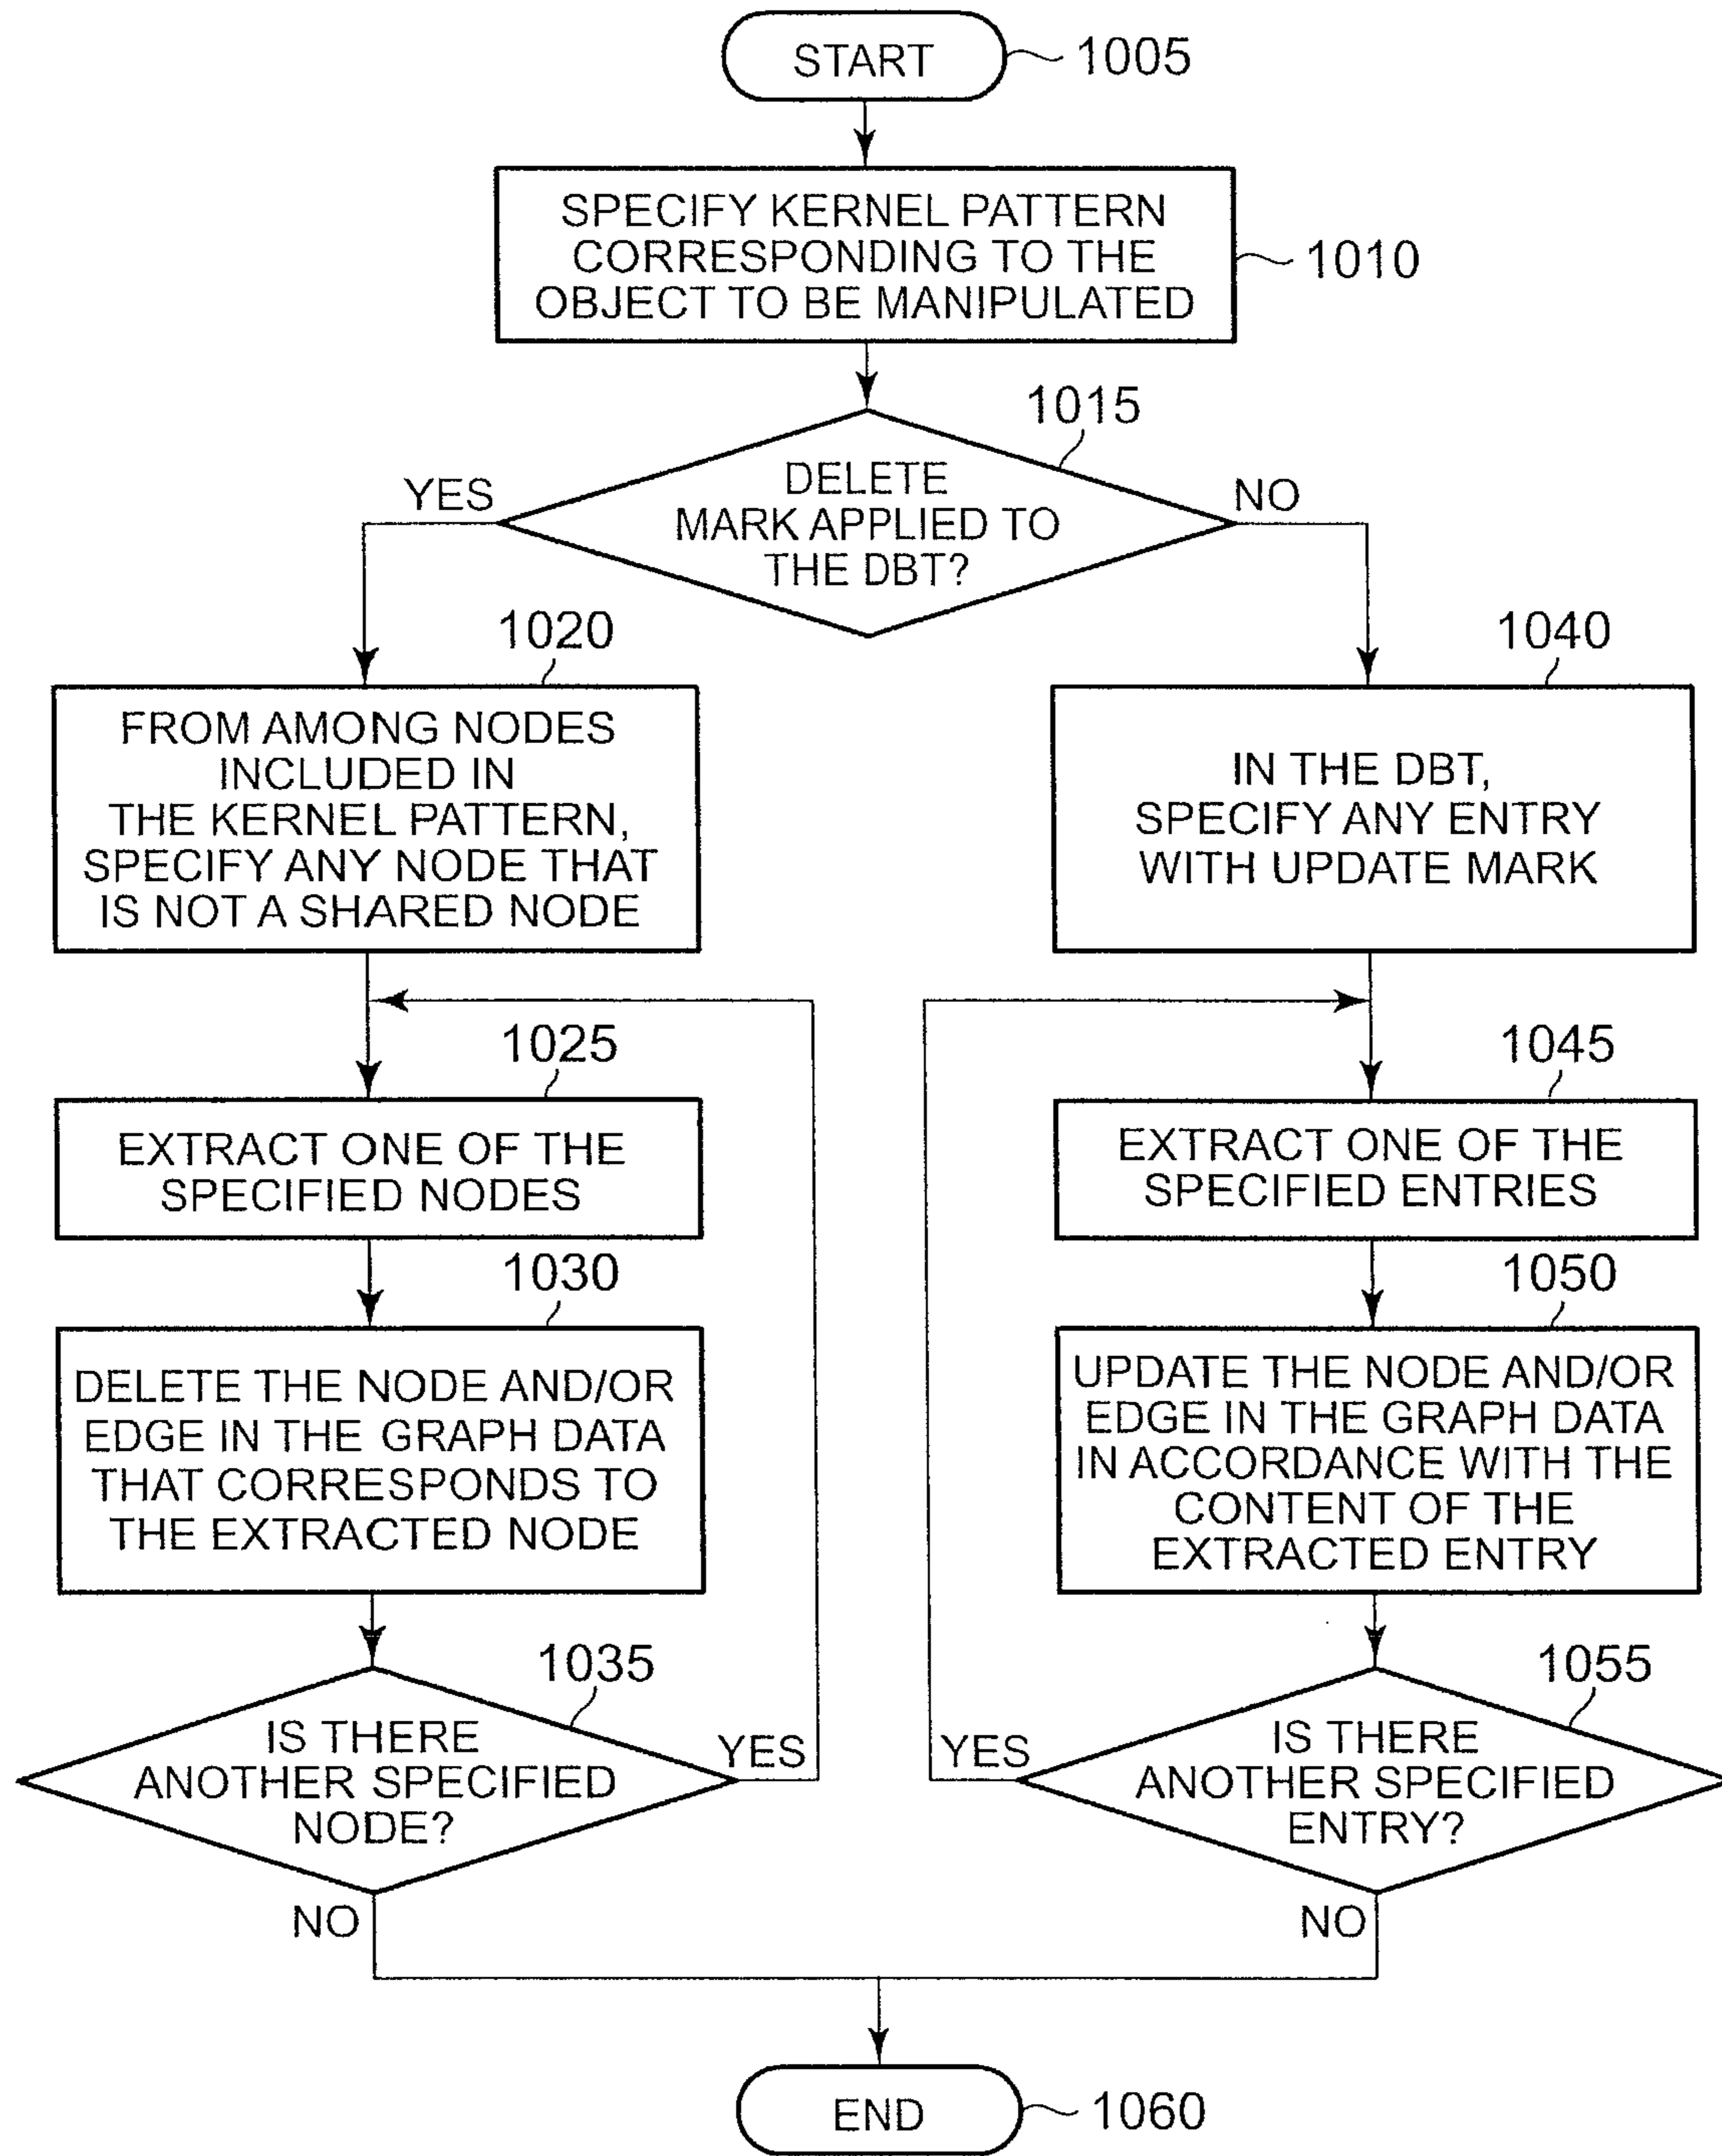 START
1005
SPECIFY KERNEL PATTERN
CORRESPONDING TO THE
OBJECT TO BE MANIPULATED
1010
1015
DELETE
MARK APPLIED TO
THE DBT?
YES
NO
1020
FROM AMONG NODES
INCLUDED IN
THE KERNEL PATTERN,
SPECIFY ANY NODE THAT
IS NOT A SHARED NODE
1040
IN THE DBT,
SPECIFY ANY ENTRY
WITH UPDATE MARK
1025
EXTRACT ONE OF THE
SPECIFIED NODES
1045
EXTRACT ONE OF THE
SPECIFIED ENTRIES
1030
DELETE THE NODE AND/OR
EDGE IN THE GRAPH DATA
THAT CORRESPONDS TO
THE EXTRACTED NODE
1050
UPDATE THE NODE AND/OR
EDGE IN THE GRAPH DATA
IN ACCORDANCE WITH THE
CONTENT OF THE
EXTRACTED ENTRY
1035
IS THERE
ANOTHER SPECIFIED
NODE?
YES
NO
1055
IS THERE
ANOTHER SPECIFIED
ENTRY?
YES
NO
END
1060